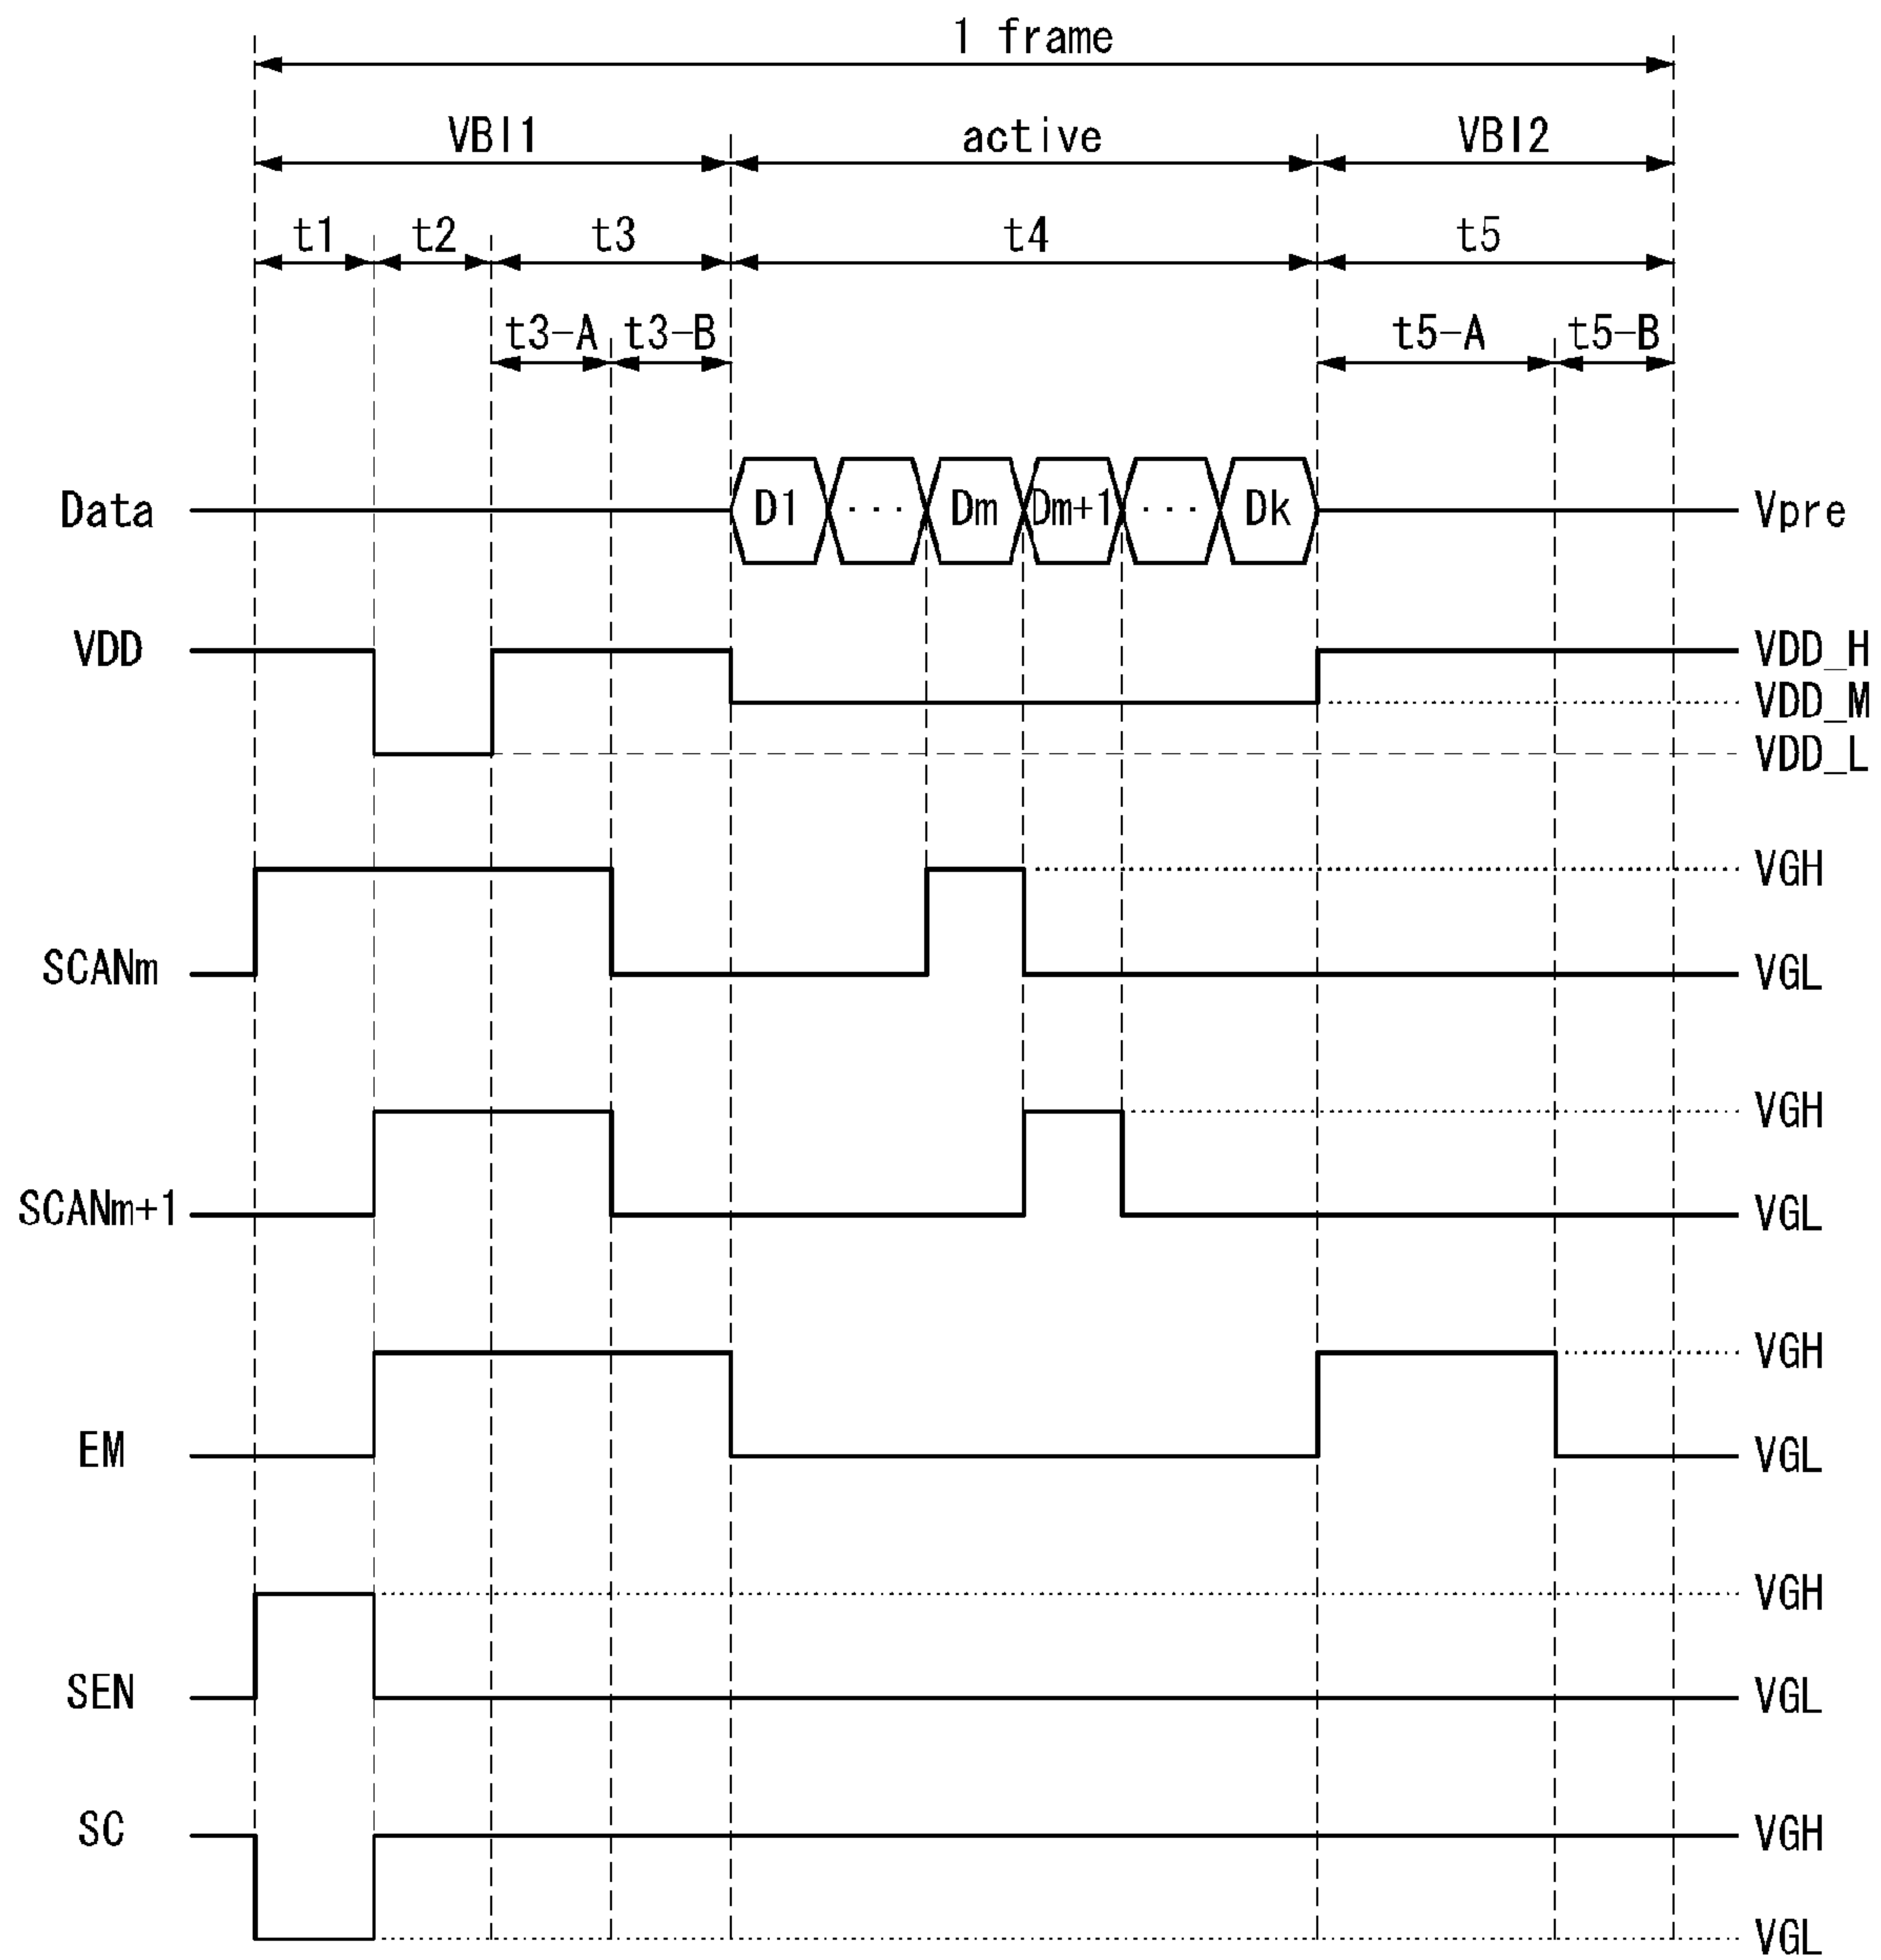 1 frame
VBI1 active VBI2
t1 t2 t3 t4 t5
t3-A t3-B t5-A t5-B
Data D1 ... Dm Dm+1 ... Dk Vpre
VDD VDD_H
VDD_M
VDD_L
VGH
SCANm VGL
VGH
SCANm+1 VGL
VGH
EM VGL
VGH
SEN VGL
SC VGH
VGL